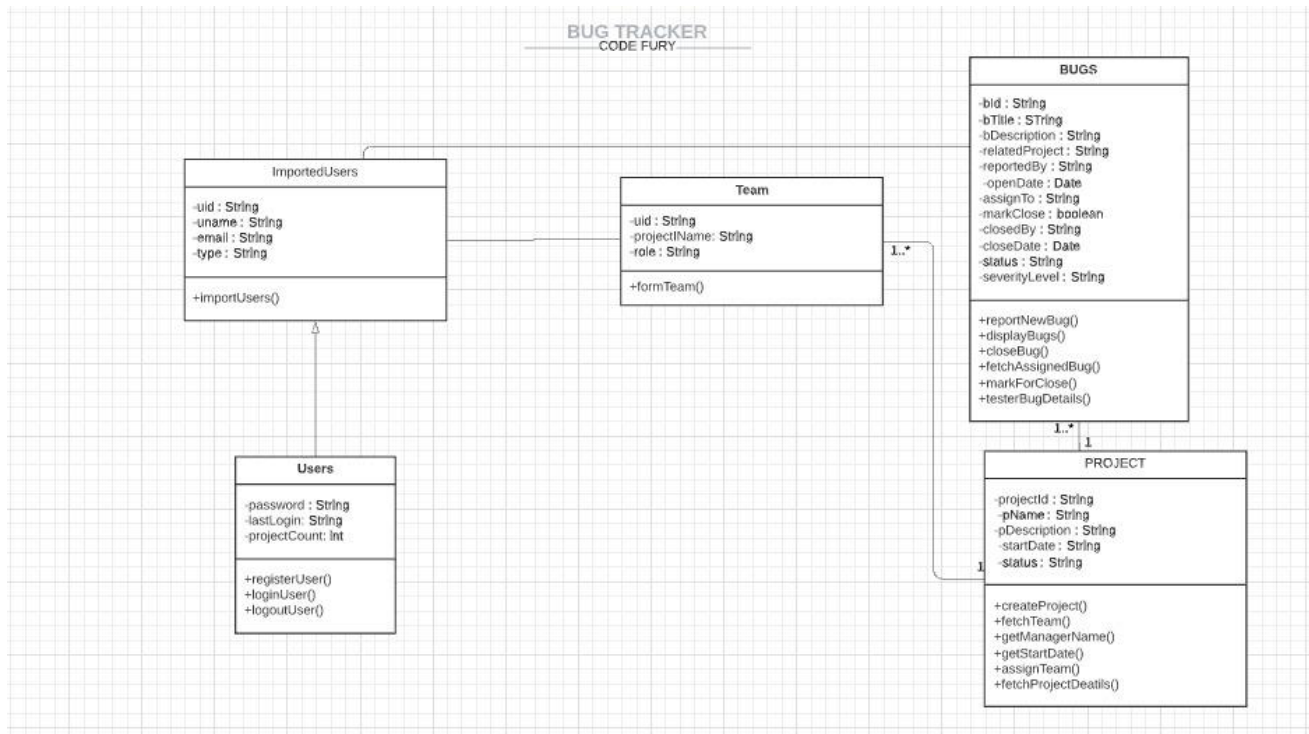 BUG TRACKER
CODE FURY
BUGS
-bId : String
-bTitle : STring
-bDescription : String
-relatedProject : String
-reportedBy : String
-openDate : Date
-assignTo : String
-markClose : boolean
-closedBy : String
-closeDate : Date
-status : String
-severityLevel : String
+reportNewBug()
+displayBugs()
+closeBug()
+fetchAssignedBug()
+markForClose()
+testerBugDetails()
ImportedUsers
-uid : String
-uname : String
-email : String
-type : String
+importUsers()
Team
-uid : String
-projectlName: String
-role : String
+formTeam()
1..*
1..*
1
Users
-password : String
-lastLogin: String
-projectCount: int
+registerUser()
+loginUser()
+logoutUser()
PROJECT
-projectId : String
-pName : String
-pDescription : String
-startDate : String
-status : String
1
+createProject()
+fetchTeam()
+getManagerName()
+getStartDate()
+assignTeam()
+fetchProjectDeatils()